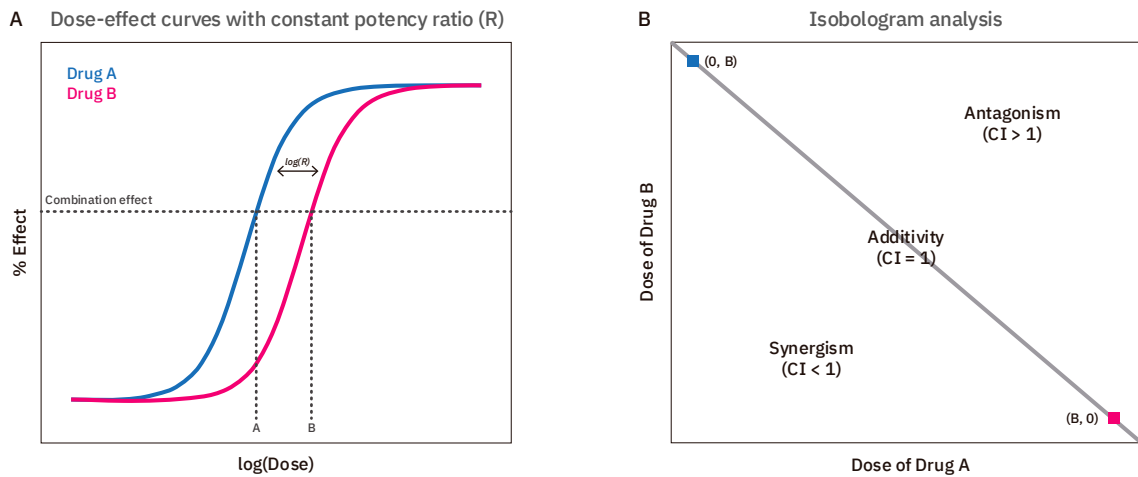 A
Dose-effect curves with constant potency ratio (R)
Drug A
Drug B
log(R)
Combination effect
% Effect
A
B
log(Dose)
B
Isobologram analysis
(0, B)
Antagonism
(CI > 1)
Dose of Drug B
Additivity
(CI = 1)
Synergism
(CI < 1)
(B, 0)
Dose of Drug A